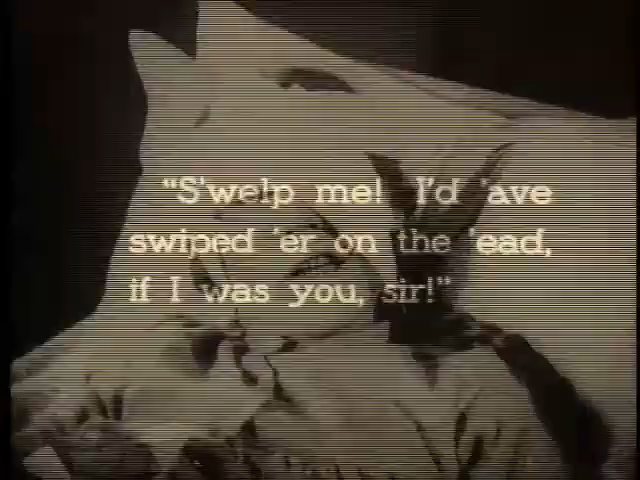 "S'welp me! I'd 'ave
swiped 'er on the 'ead,
if I was you, sir!"